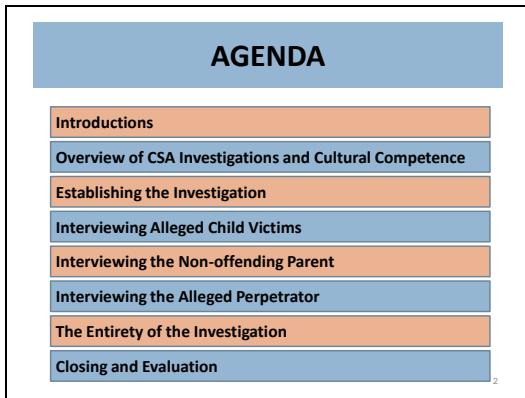 AGENDA
Introductions
Overview of CSA Investigations and Cultural Competence
Establishing the Investigation
Interviewing Alleged Child Victims
Interviewing the Non-offending Parent
Interviewing the Alleged Perpetrator
The Entirety of the Investigation
Closing and Evaluation
2